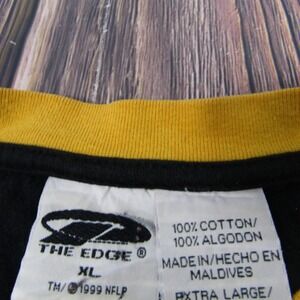 THE EDGE
XL
TM/ © 1999 NFLP
100% COTTON/
100% ALGODON
MADE IN/HECHO EN
MALDIVES
EXTRA LARGE/